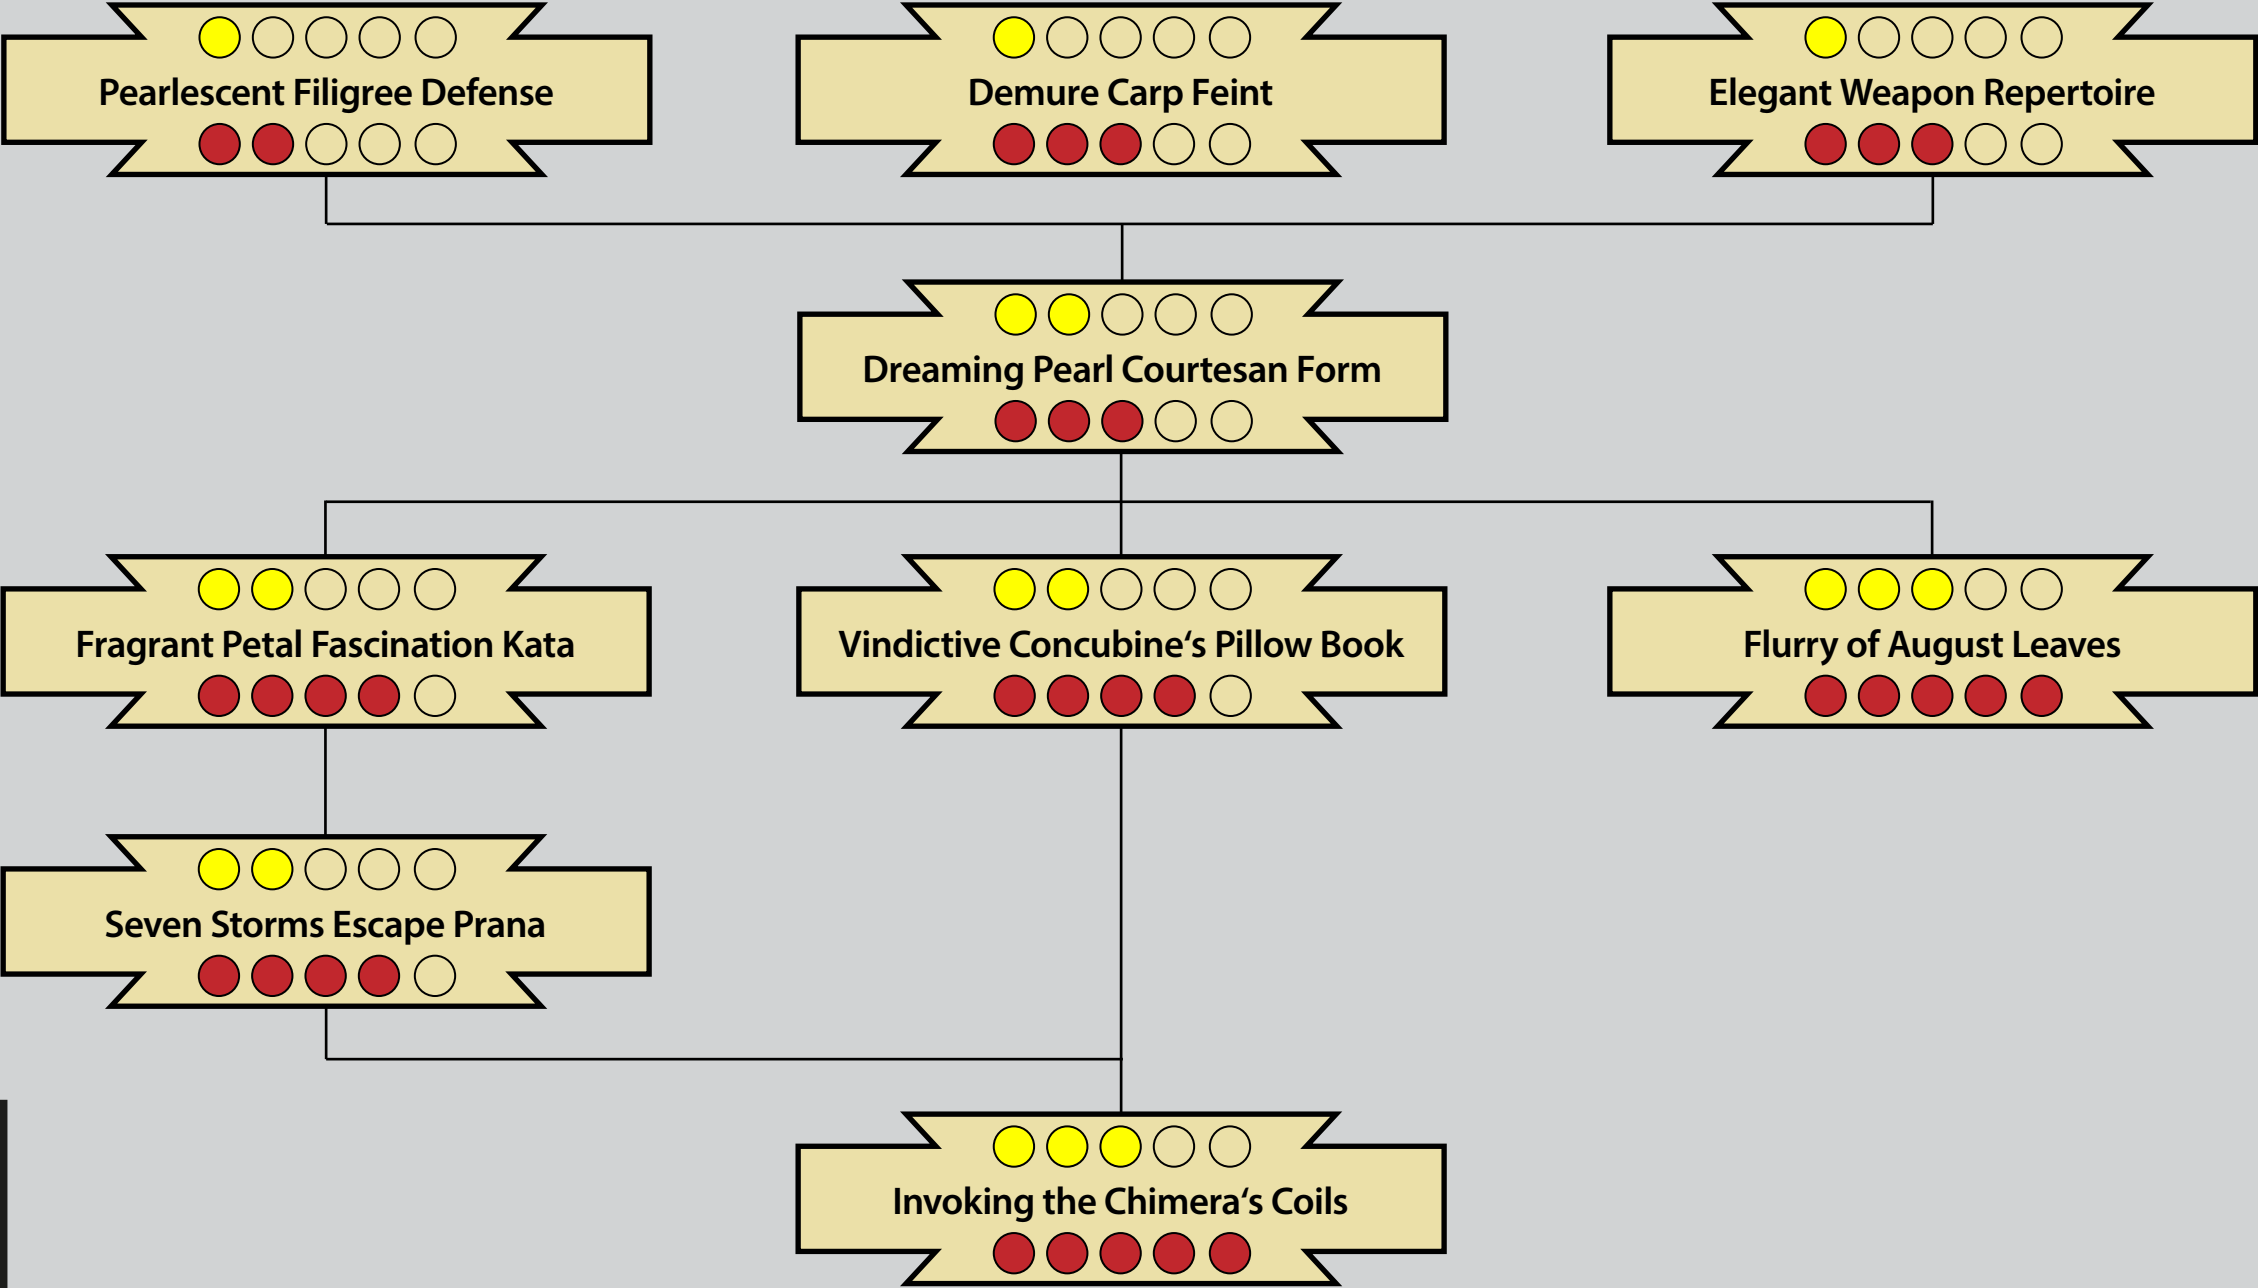 Pearlescent Filigree Defense
Demure Carp Feint
Elegant Weapon Repertoire
Dreaming Pearl Courtesan Form
Fragrant Petal Fascination Kata
Vindictive Concubine‘s Pillow Book
Flurry of August Leaves
Seven Storms Escape Prana
Invoking the Chimera‘s Coils